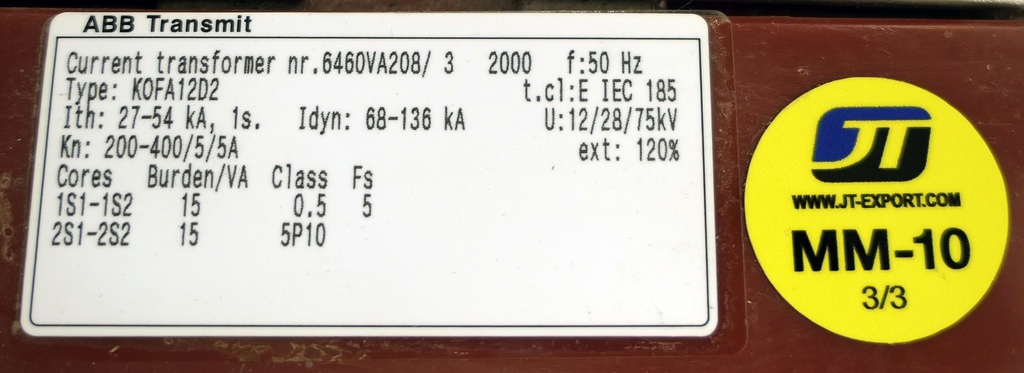 ABB Transmit
Current transformer nr.6460VA208/ 3 2000 f:50 Hz
Type: KOFA12D2 t.cl:E IEC 185
Ith: 27-54 kA, 1s. Idyn: 68-136 kA U:12/28/75kV
Kn: 200-400/5/5A ext: 120%
Cores Burden/VA Class Fs
1S1-1S2 15 0.5 5
2S1-2S2 15 5P10
JT
WWW.JT-EXPORT.COM
MM-10
3/3